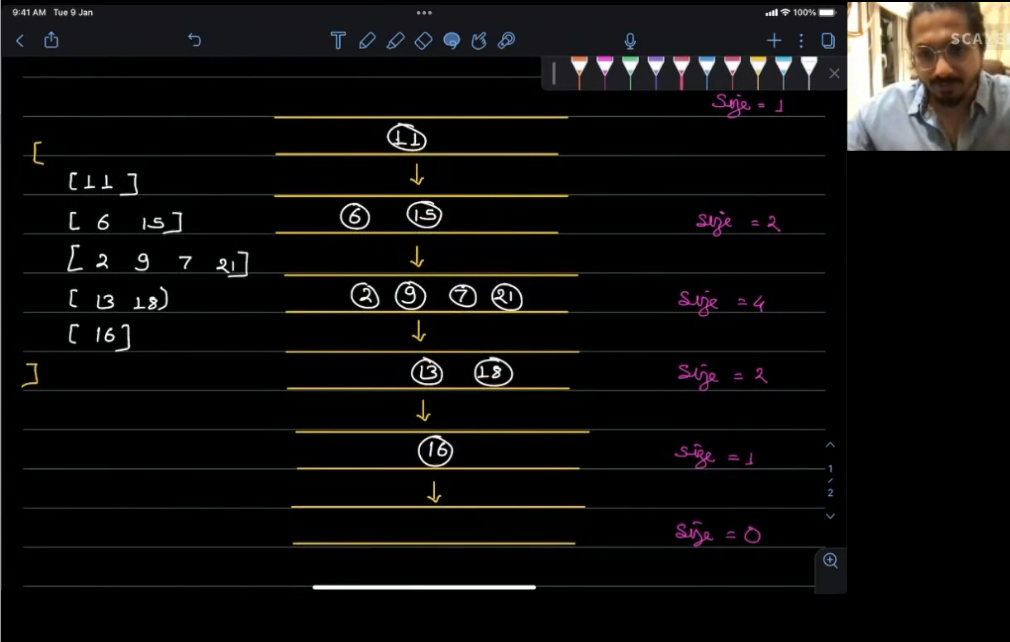 9:41 AM Tue 9 Jan
100%
T
SCALER
Size = 1
11
[
[11]
[ 6 15]
6 15
Size = 2
[ 2 9 7 21]
2 9 7 21
Size = 4
[ 13 18)
[ 16]
]
13 18
Size = 2
16
Size = 1
1
/
2
Size = 0